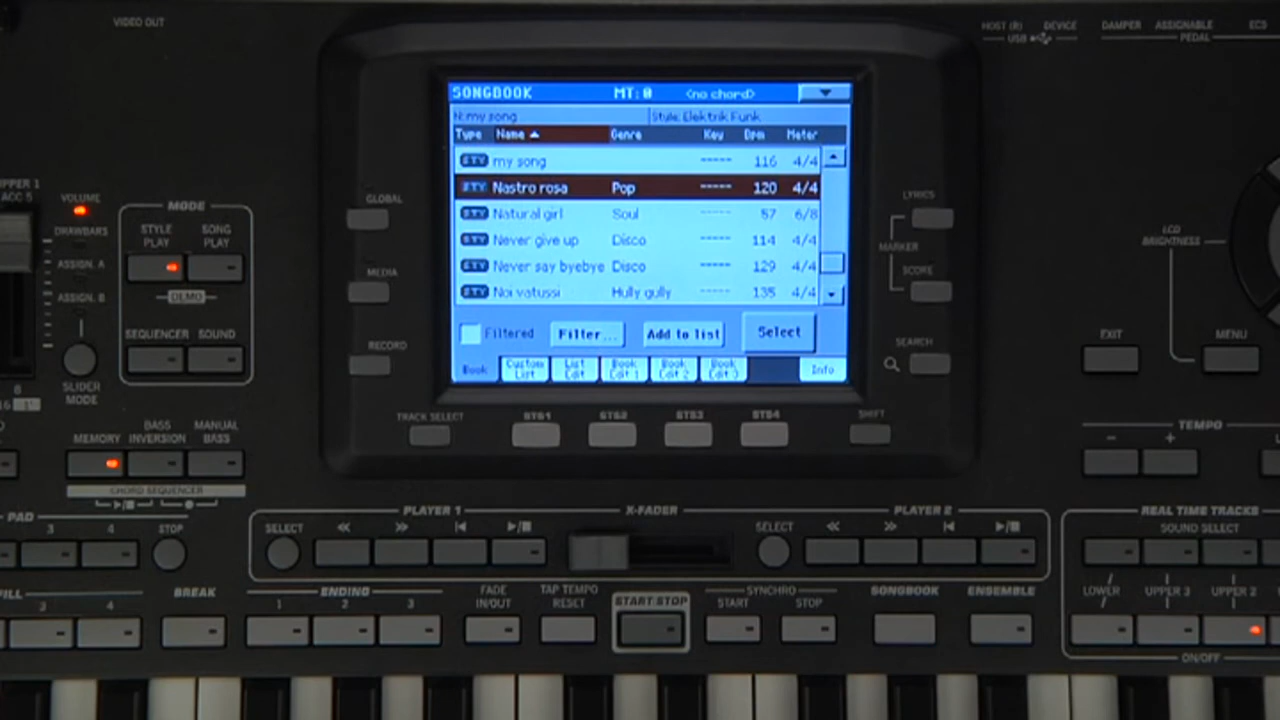 VIDEO OUT
HOST (R) DEVICE
USB
DAMPER ASSIGNABLE
PEDAL
SONGBOOK MT: 0 <no chord>
N: my song Style: Elektrik Funk
Type Name Genre Key Bpm Meter
STY my song ----- 116 4/4
STY Nastro rosa Pop ----- 120 4/4
STY Natural girl Soul ----- 57 6/8
STY Never give up Disco ----- 114 4/4
STY Never say byebye Disco ----- 129 4/4
STY Noi vatussi Hully gully ----- 135 4/4
Filtered Filter... Add to list Select
Book Custom List List Edit Book Edit 1 Book Edit 2 Book Edit 3 Info
PPER 1
ACC 5
VOLUME
DRAWBARS
ASSIGN. A
ASSIGN. B
SLIDER
MODE
MODE
STYLE PLAY
SONG PLAY
DEMO
SEQUENCER SOUND
GLOBAL
MEDIA
RECORD
LYRICS
MARKER
SCORE
SEARCH
LCD
BRIGHTNESS
EXIT
MENU
8
16 1'
MEMORY
BASS INVERSION
MANUAL BASS
CHORD SEQUENCER
TRACK SELECT STS1 STS2 STS3 STS4 SHIFT
TEMPO
- +
PAD
3 4 STOP
PLAYER 1 X-FADER PLAYER 2
SELECT
SELECT
REAL TIME TRACKS
SOUND SELECT
LOWER UPPER 3 UPPER 2
ON/OFF
FILL
3 4
BREAK
ENDING
1 2 3
FADE IN/OUT
TAP TEMPO RESET
START STOP
SYNCHRO
START STOP
SONGBOOK
ENSEMBLE